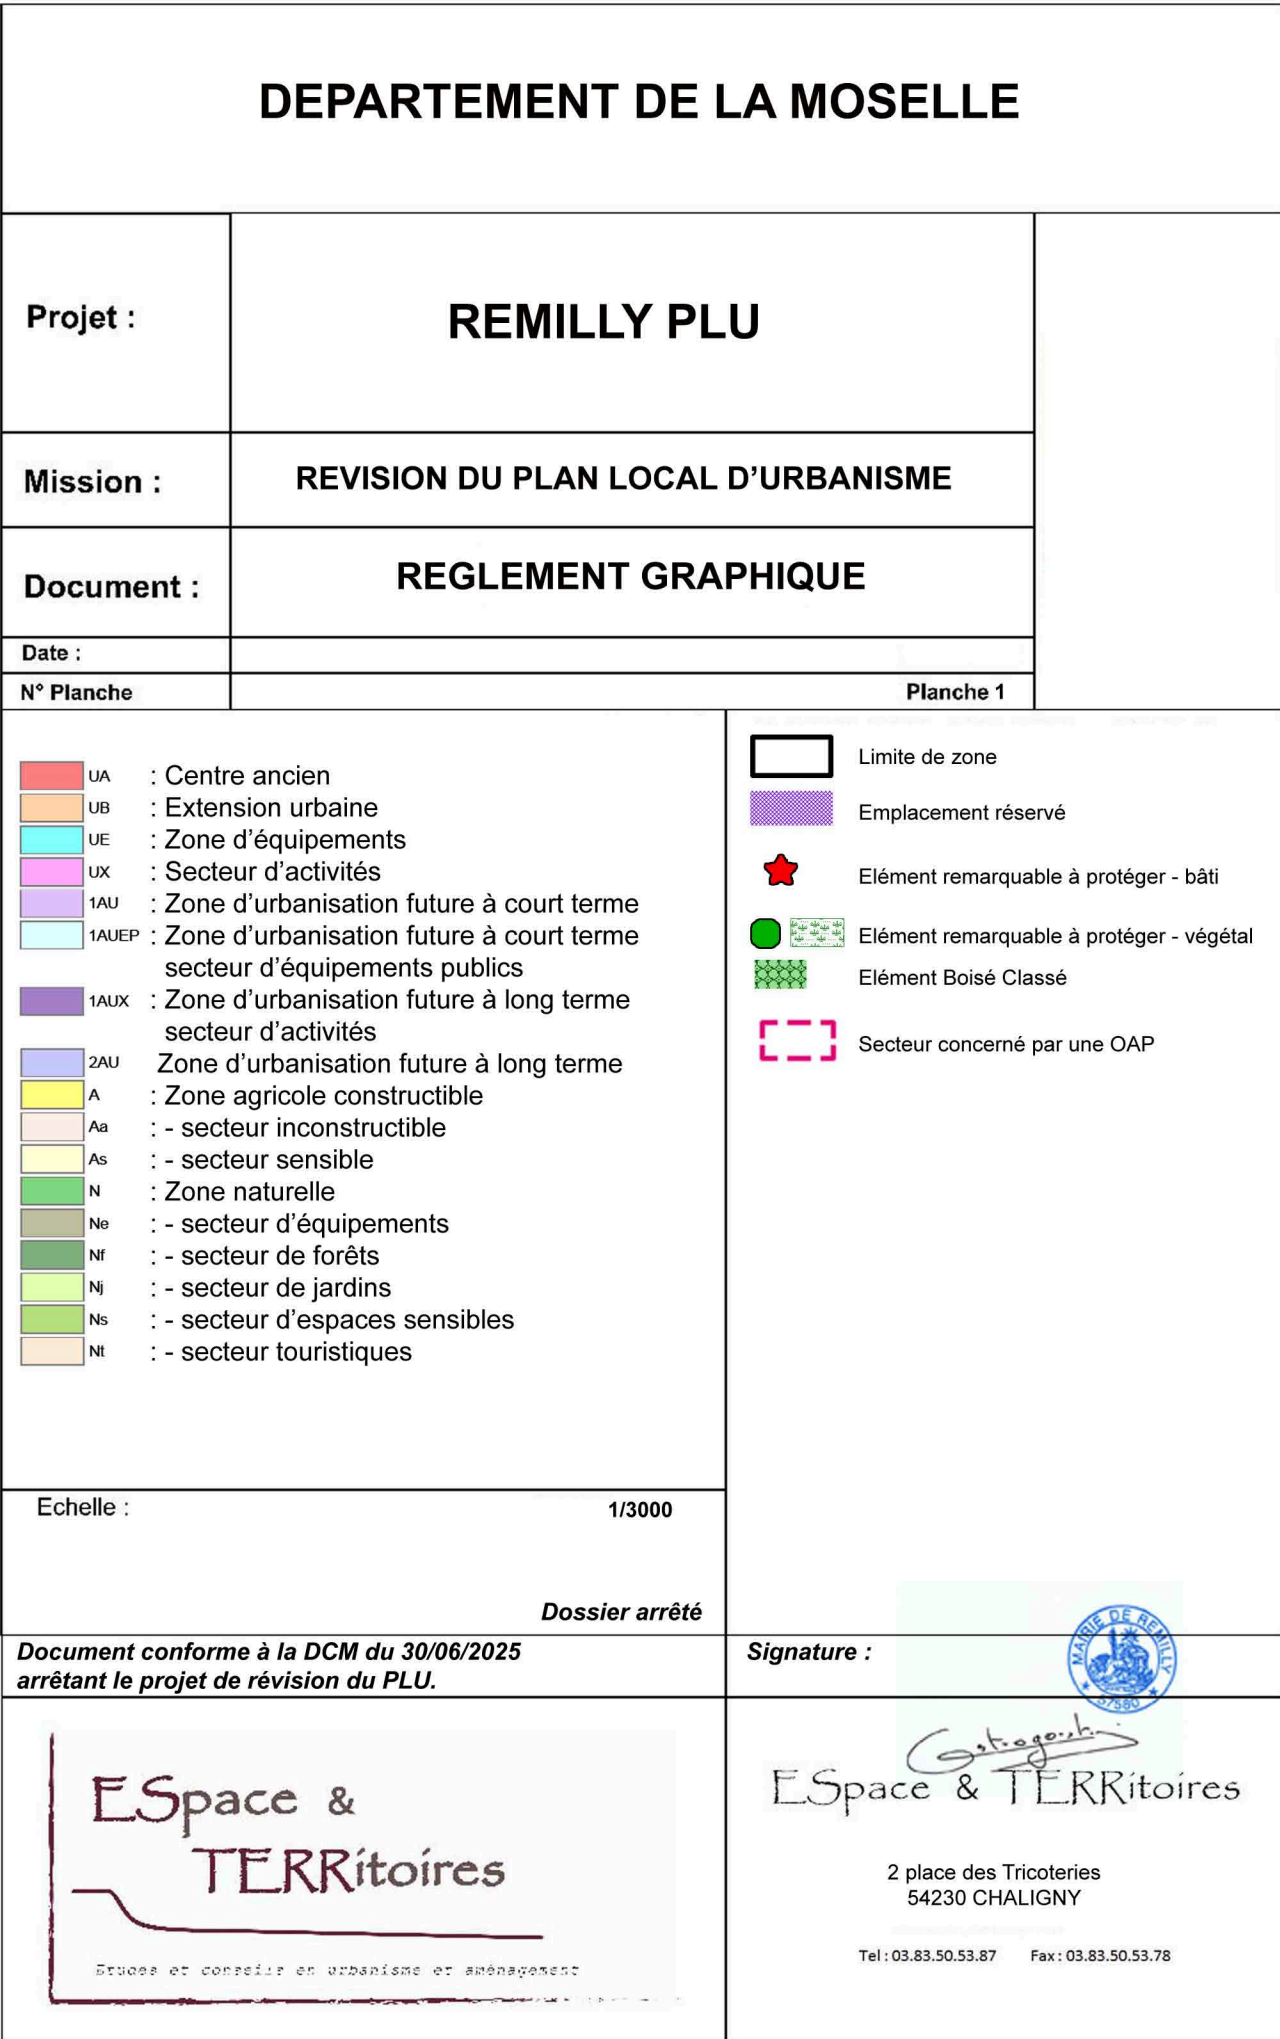 DEPARTEMENT DE LA MOSELLE
Projet :
REMILLY PLU
Mission :
REVISION DU PLAN LOCAL D’URBANISME
Document :
REGLEMENT GRAPHIQUE
Date :
N° Planche
Planche 1
UA : Centre ancien
UB : Extension urbaine
UE : Zone d’équipements
UX : Secteur d’activités
1AU : Zone d’urbanisation future à court terme
1AUEP : Zone d’urbanisation future à court terme
secteur d’équipements publics
1AUX : Zone d’urbanisation future à long terme
secteur d’activités
2AU Zone d’urbanisation future à long terme
A : Zone agricole constructible
Aa : - secteur inconstructible
As : - secteur sensible
N : Zone naturelle
Ne : - secteur d’équipements
Nf : - secteur de forêts
Nj : - secteur de jardins
Ns : - secteur d’espaces sensibles
Nt : - secteur touristiques
Limite de zone
Emplacement réservé
Elément remarquable à protéger - bâti
Elément remarquable à protéger - végétal
Elément Boisé Classé
Secteur concerné par une OAP
Echelle :
1/3000
Dossier arrêté
Document conforme à la DCM du 30/06/2025
arrêtant le projet de révision du PLU.
Signature :
MAIRIE DE REMILLY
57580
ESpace &
TERRitoires
Etudes et conseils en urbanisme et aménagement
ESpace & TERRitoires
2 place des Tricoteries
54230 CHALIGNY
Tel : 03.83.50.53.87 Fax : 03.83.50.53.78